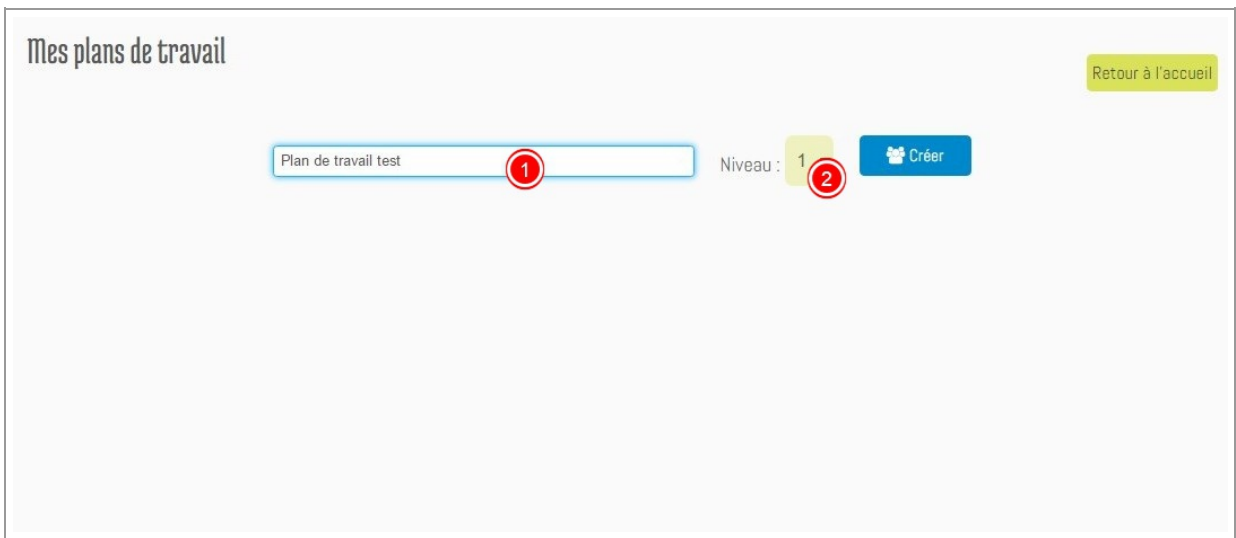 Mes plans de travail
Retour à l'accueil
Plan de travail test 1 Niveau : 1 2 Créer